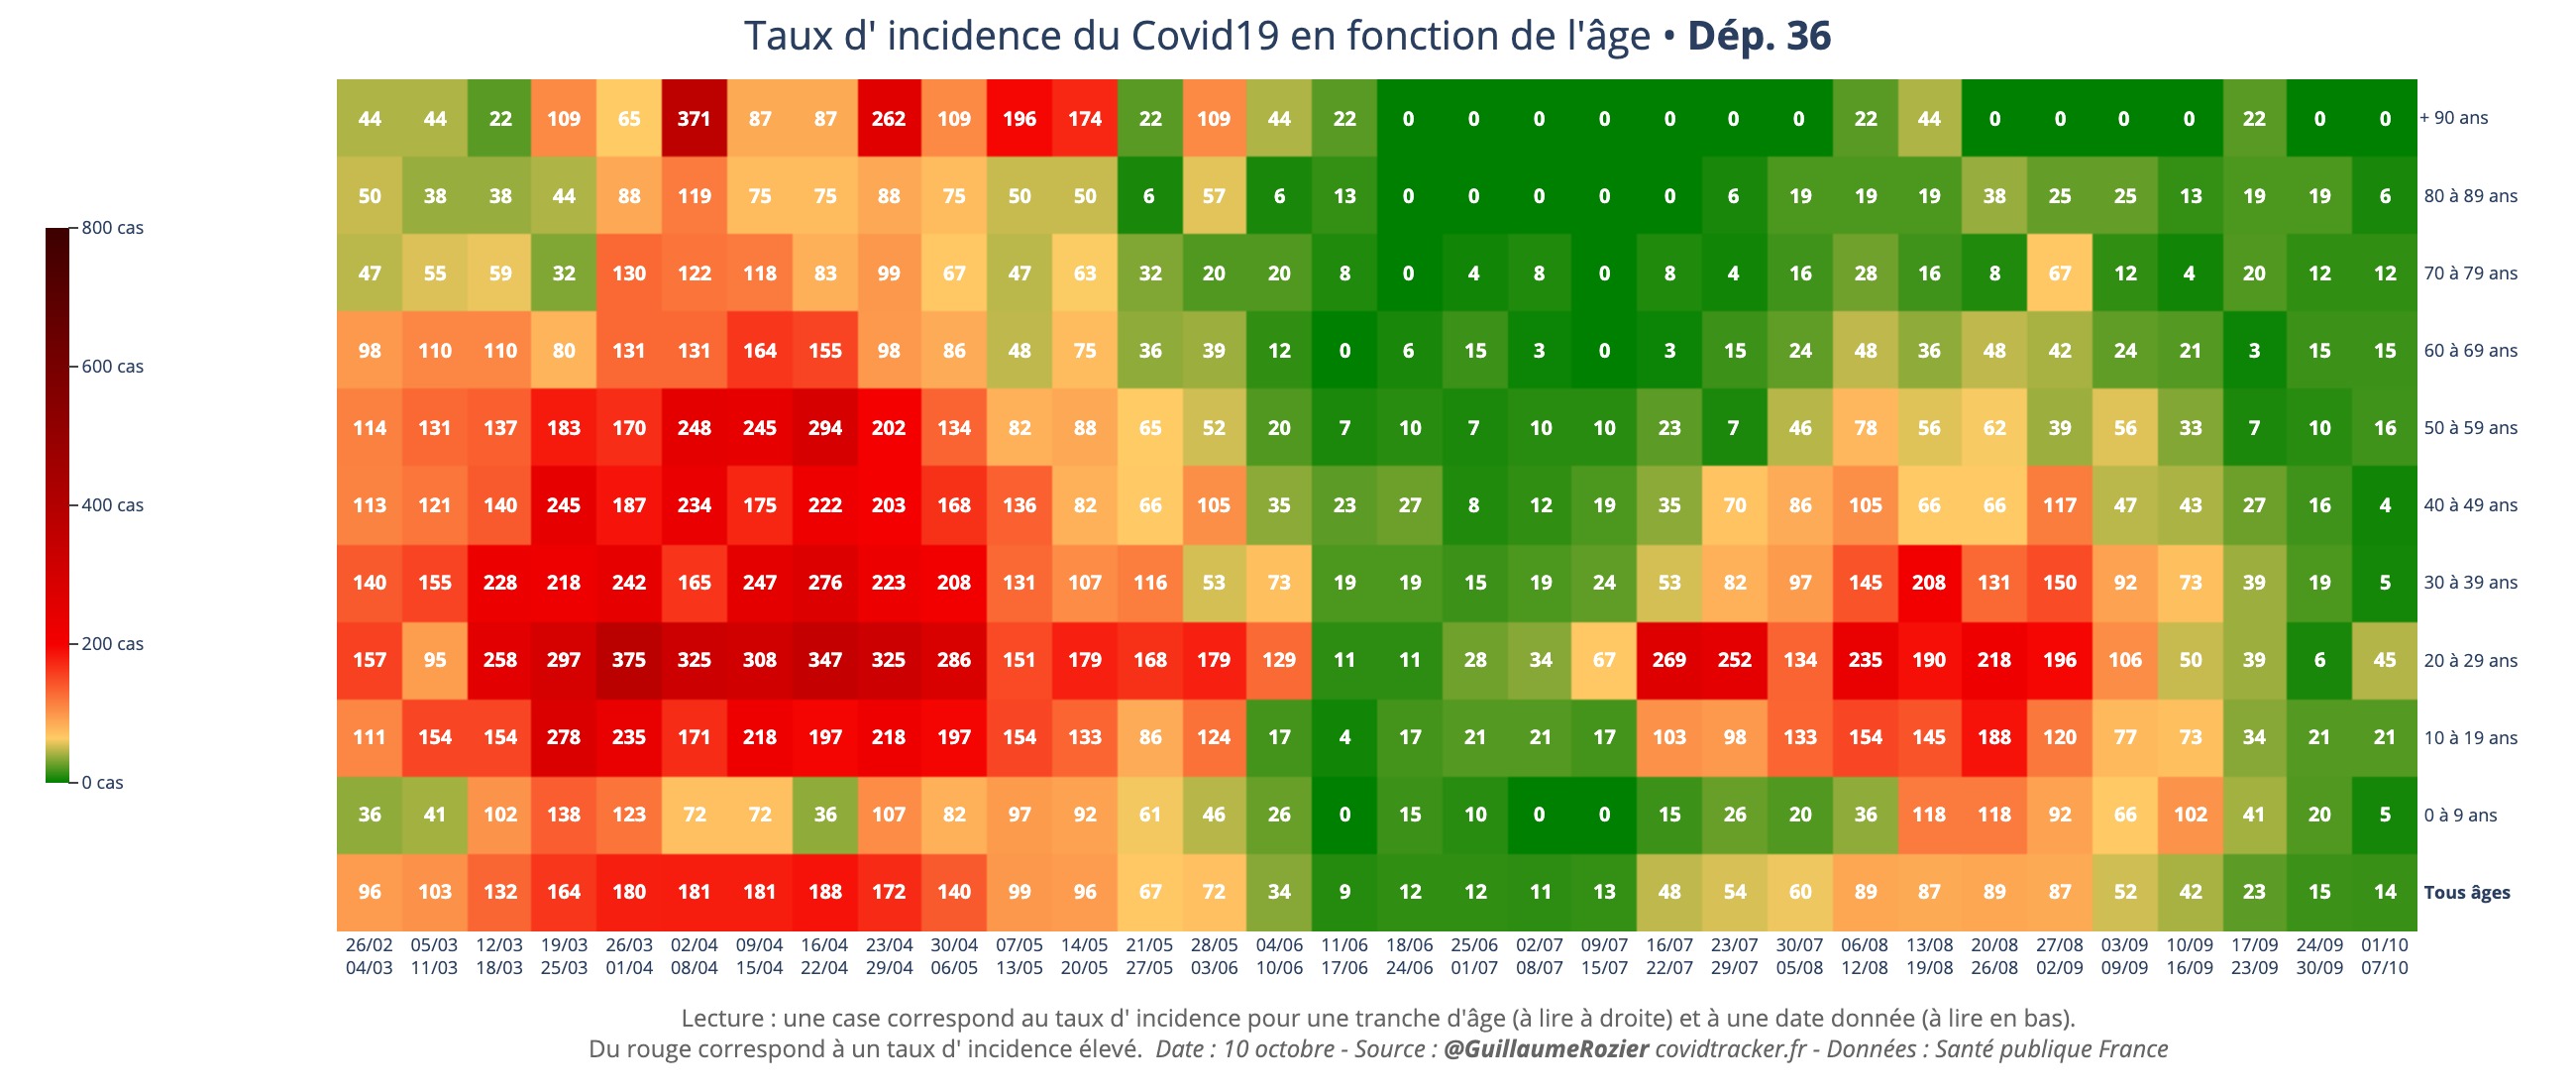 Taux d' incidence du Covid19 en fonction de l'âge • Dép. 36
800 cas
600 cas
400 cas
200 cas
0 cas
44 44 22 109 65 371 87 87 262 109 196 174 22 109 44 22 0 0 0 0 0 0 0 22 44 0 0 0 0 22 0 0 + 90 ans
50 38 38 44 88 119 75 75 88 75 50 50 6 57 6 13 0 0 0 0 0 6 19 19 19 38 25 25 13 19 19 6 80 à 89 ans
47 55 59 32 130 122 118 83 99 67 47 63 32 20 20 8 0 4 8 0 8 4 16 28 16 8 67 12 4 20 12 12 70 à 79 ans
98 110 110 80 131 131 164 155 98 86 48 75 36 39 12 0 6 15 3 0 3 15 24 48 36 48 42 24 21 3 15 15 60 à 69 ans
114 131 137 183 170 248 245 294 202 134 82 88 65 52 20 7 10 7 10 10 23 7 46 78 56 62 39 56 33 7 10 16 50 à 59 ans
113 121 140 245 187 234 175 222 203 168 136 82 66 105 35 23 27 8 12 19 35 70 86 105 66 66 117 47 43 27 16 4 40 à 49 ans
140 155 228 218 242 165 247 276 223 208 131 107 116 53 73 19 19 15 19 24 53 82 97 145 208 131 150 92 73 39 19 5 30 à 39 ans
157 95 258 297 375 325 308 347 325 286 151 179 168 179 129 11 11 28 34 67 269 252 134 235 190 218 196 106 50 39 6 45 20 à 29 ans
111 154 154 278 235 171 218 197 218 197 154 133 86 124 17 4 17 21 21 17 103 98 133 154 145 188 120 77 73 34 21 21 10 à 19 ans
36 41 102 138 123 72 72 36 107 82 97 92 61 46 26 0 15 10 0 0 15 26 20 36 118 118 92 66 102 41 20 5 0 à 9 ans
96 103 132 164 180 181 181 188 172 140 99 96 67 72 34 9 12 12 11 13 48 54 60 89 87 89 87 52 42 23 15 14 Tous âges
26/02 05/03 12/03 19/03 26/03 02/04 09/04 16/04 23/04 30/04 07/05 14/05 21/05 28/05 04/06 11/06 18/06 25/06 02/07 09/07 16/07 23/07 30/07 06/08 13/08 20/08 27/08 03/09 10/09 17/09 24/09 01/10
04/03 11/03 18/03 25/03 01/04 08/04 15/04 22/04 29/04 06/05 13/05 20/05 27/05 03/06 10/06 17/06 24/06 01/07 08/07 15/07 22/07 29/07 05/08 12/08 19/08 26/08 02/09 09/09 16/09 23/09 30/09 07/10
Lecture : une case correspond au taux d' incidence pour une tranche d'âge (à lire à droite) et à une date donnée (à lire en bas).
Du rouge correspond à un taux d' incidence élevé. Date : 10 octobre - Source : @GuillaumeRozier covidtracker.fr - Données : Santé publique France